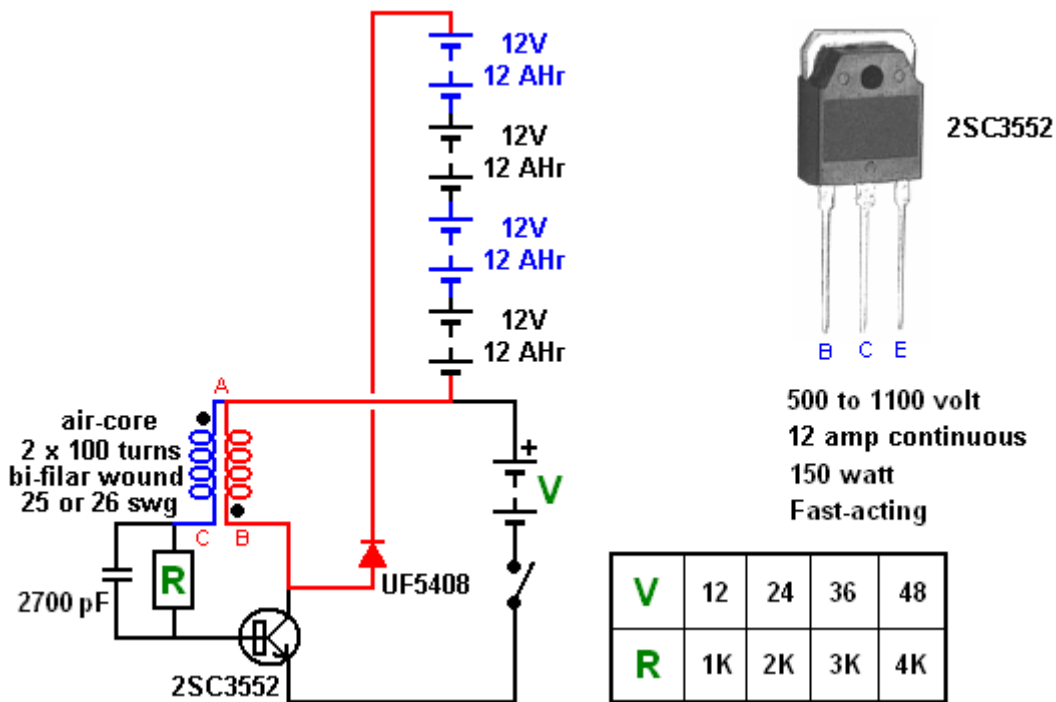 12V
12 AHr
12V
12 AHr
12V
12 AHr
12V
12 AHr
2SC3552
B C E
500 to 1100 volt
12 amp continuous
150 watt
Fast-acting
A
air-core
2 x 100 turns
bi-filar wound
25 or 26 swg
C B
+
V
R
2700 pF
UF5408
2SC3552
V 12 24 36 48
R 1K 2K 3K 4K